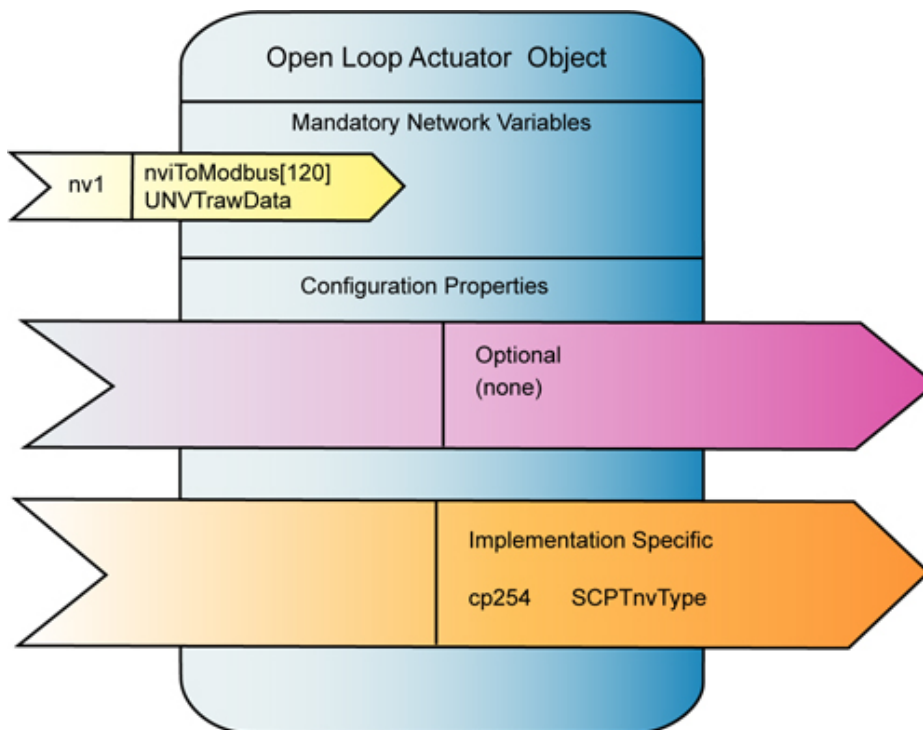 Open Loop Actuator Object
Mandatory Network Variables
nv1
nviToModbus[120]
UNVTrawData
Configuration Properties
Optional
(none)
Implementation Specific
cp254 SCPTnvType